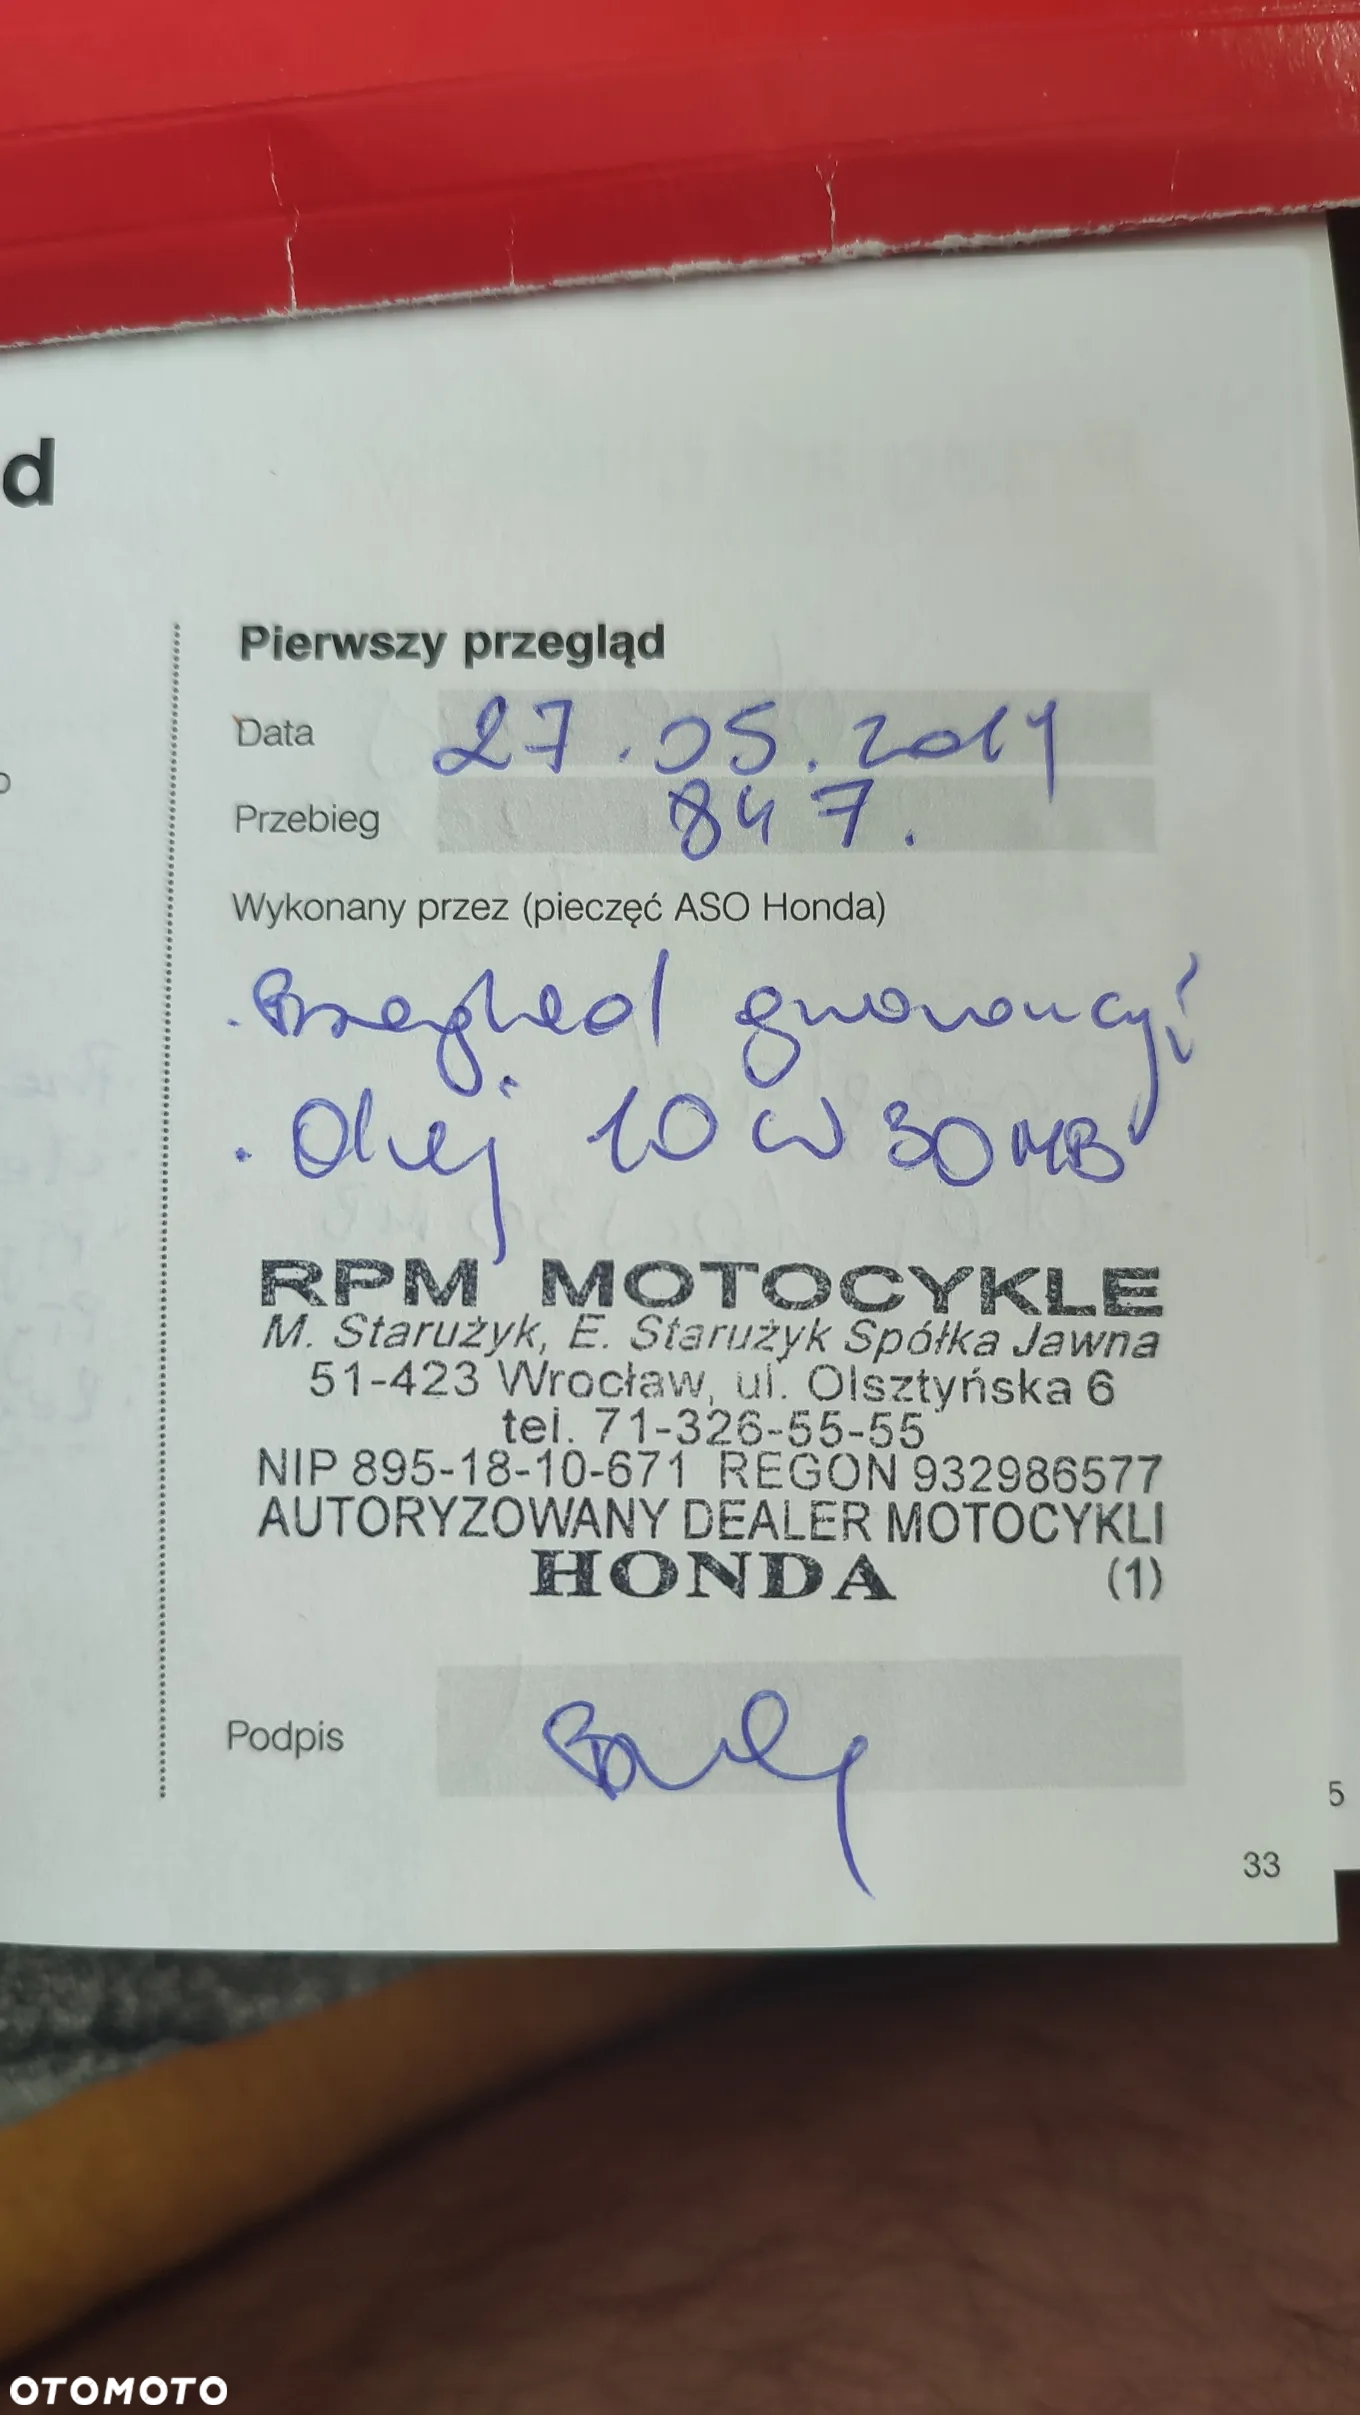 d
Pierwszy przegląd
Data 27.05.2019
Przebieg 847.
Wykonany przez (pieczęć ASO Honda)
. Przegląd gwarancyj
. Olej 10W30MB
RPM MOTOCYKLE
M. Starużyk, E. Starużyk Spółka Jawna
51-423 Wrocław, ul. Olsztyńska 6
tel. 71-326-55-55
NIP 895-18-10-671 REGON 932986577
AUTORYZOWANY DEALER MOTOCYKLI
HONDA (1)
Podpis
5
33
OTOMOTO